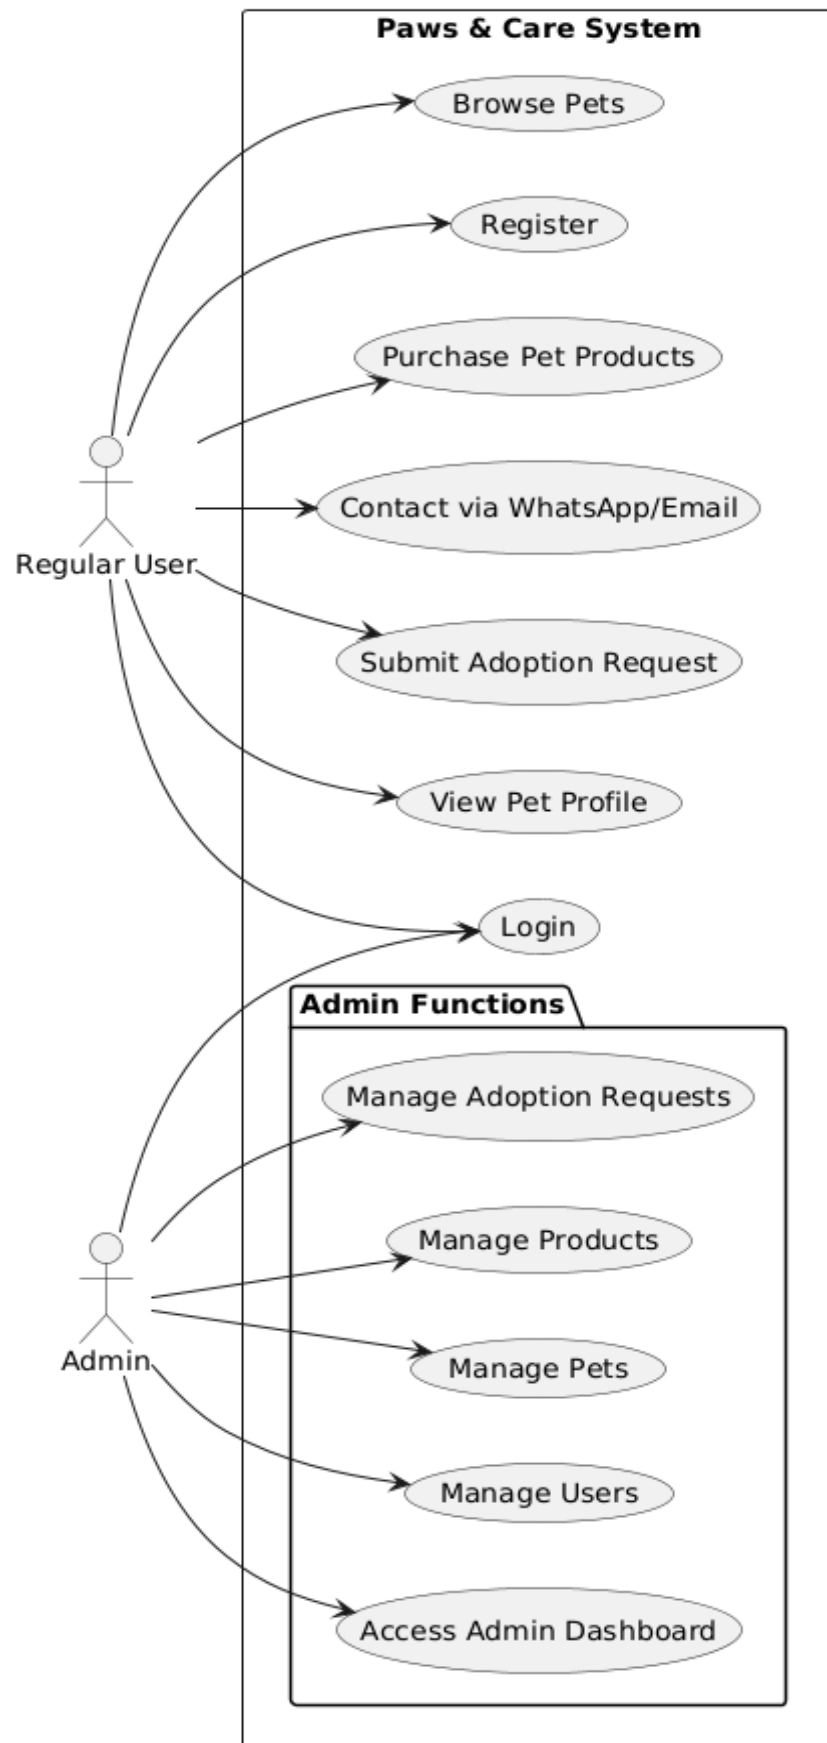 Paws & Care System
Browse Pets
Register
Purchase Pet Products
Contact via WhatsApp/Email
Regular User
Submit Adoption Request
View Pet Profile
Login
Admin Functions
Manage Adoption Requests
Manage Products
Admin
Manage Pets
Manage Users
Access Admin Dashboard